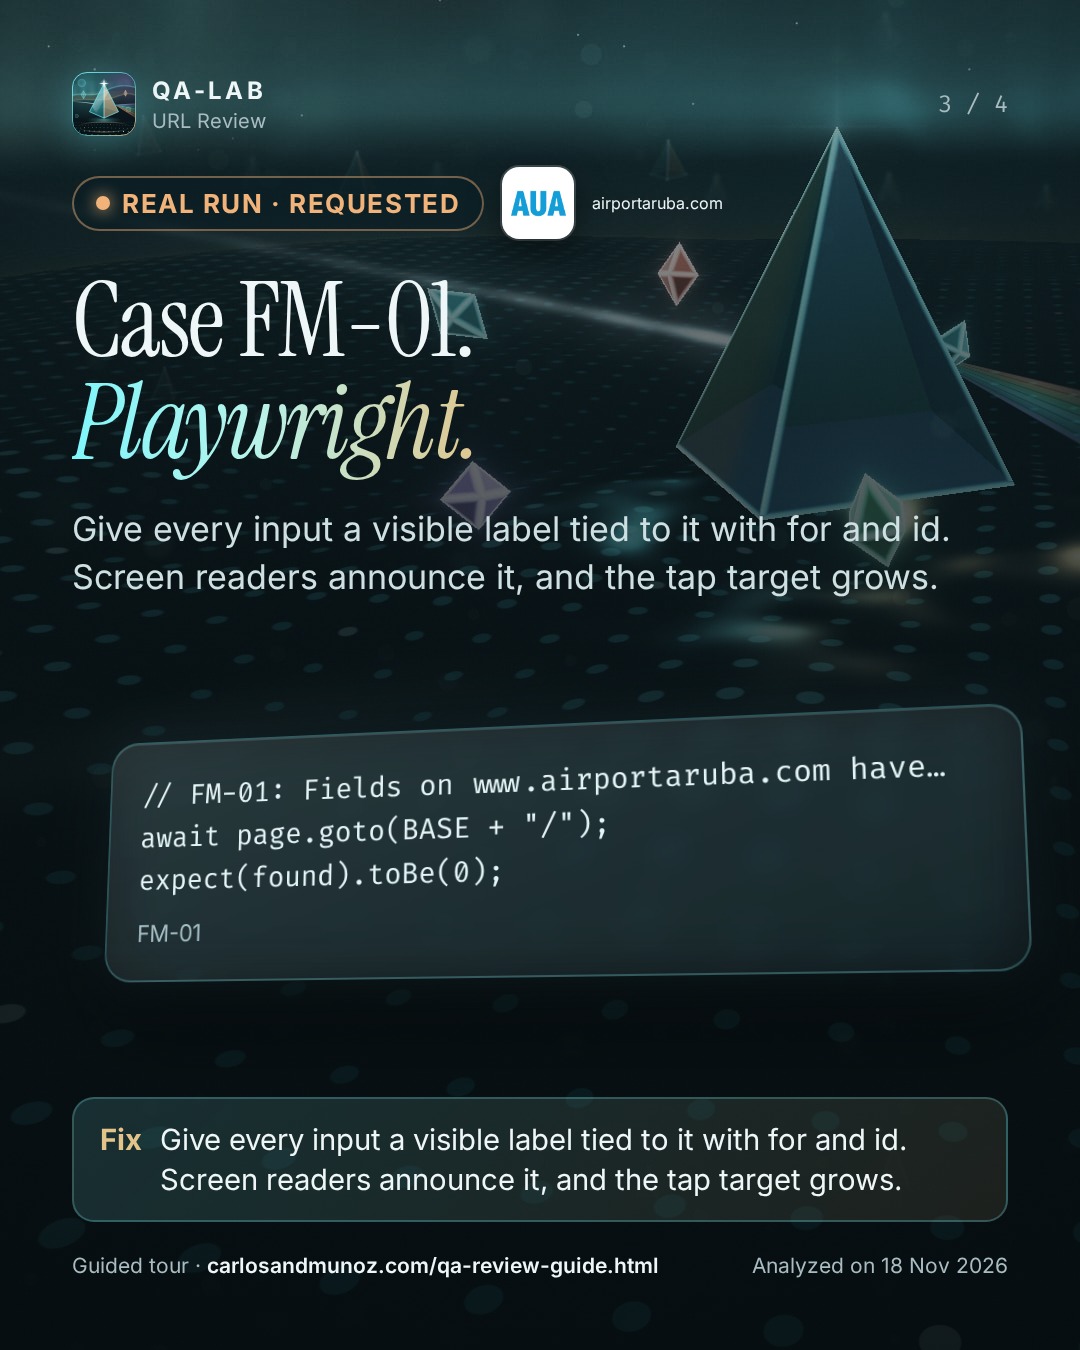 QA-LAB
URL Review
3 / 4
REAL RUN · REQUESTED
AUA
airportaruba.com
Case FM-01.
Playwright.
Give every input a visible label tied to it with for and id.
Screen readers announce it, and the tap target grows.
// FM-01: Fields on www.airportaruba.com have…
await page.goto(BASE + "/");
expect(found).toBe(0);
FM-01
Fix Give every input a visible label tied to it with for and id.
Screen readers announce it, and the tap target grows.
Guided tour · carlosandmunoz.com/qa-review-guide.html
Analyzed on 18 Nov 2026